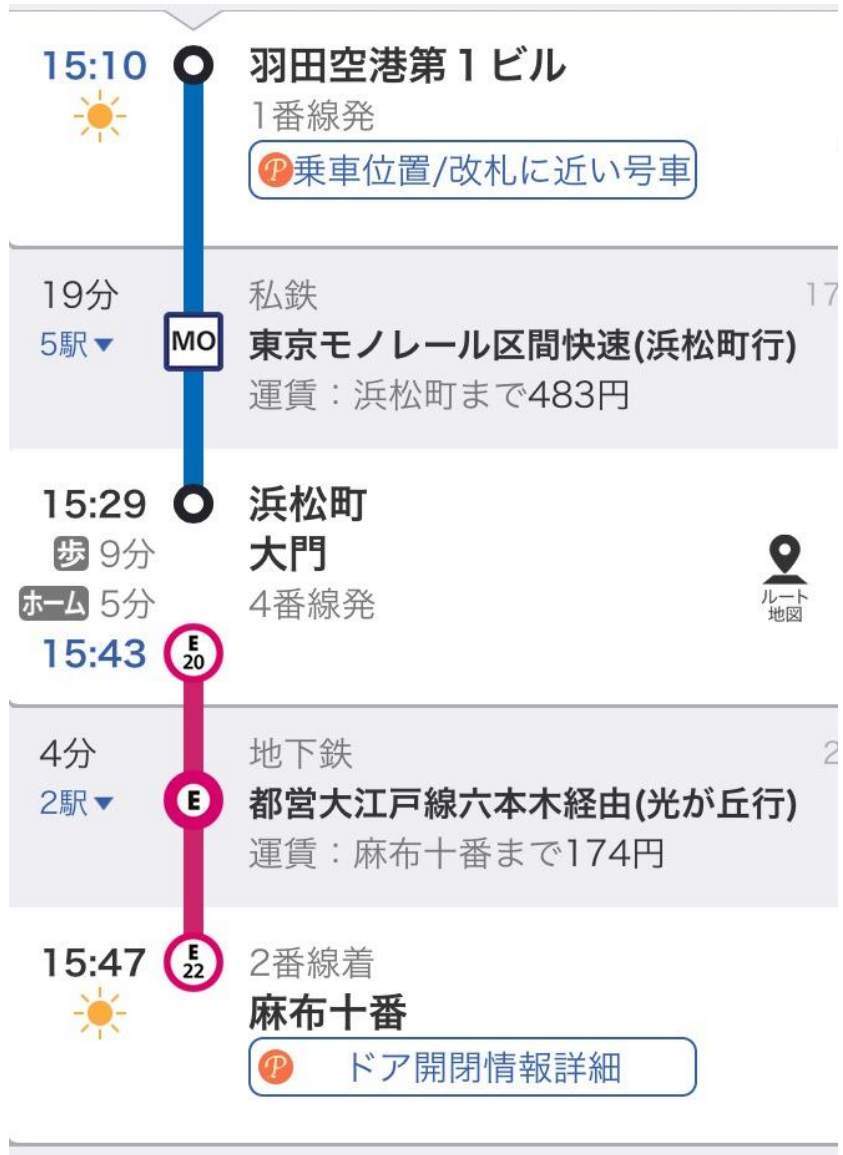 15:10 羽田空港第1ビル
1番線発
P乗車位置/改札に近い号車
19分 私鉄 17
5駅▼ MO 東京モノレール区間快速(浜松町行)
運賃：浜松町まで483円
15:29 浜松町
歩 9分 大門
ホーム 5分 4番線発
ルート
地図
15:43 E
20
4分 地下鉄 2
2駅▼ E 都営大江戸線六本木経由(光が丘行)
運賃：麻布十番まで174円
15:47 E
22 2番線着
麻布十番
P ドア開閉情報詳細